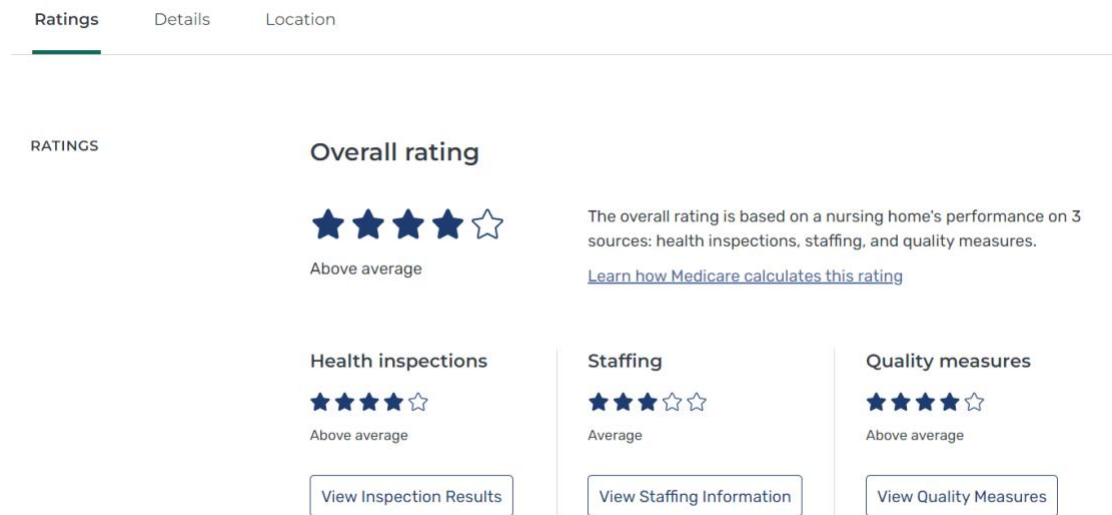 Ratings Details Location
RATINGS
Overall rating
Above average
The overall rating is based on a nursing home's performance on 3
sources: health inspections, staffing, and quality measures.
Learn how Medicare calculates this rating
Health inspections
Above average
View Inspection Results
Staffing
Average
View Staffing Information
Quality measures
Above average
View Quality Measures